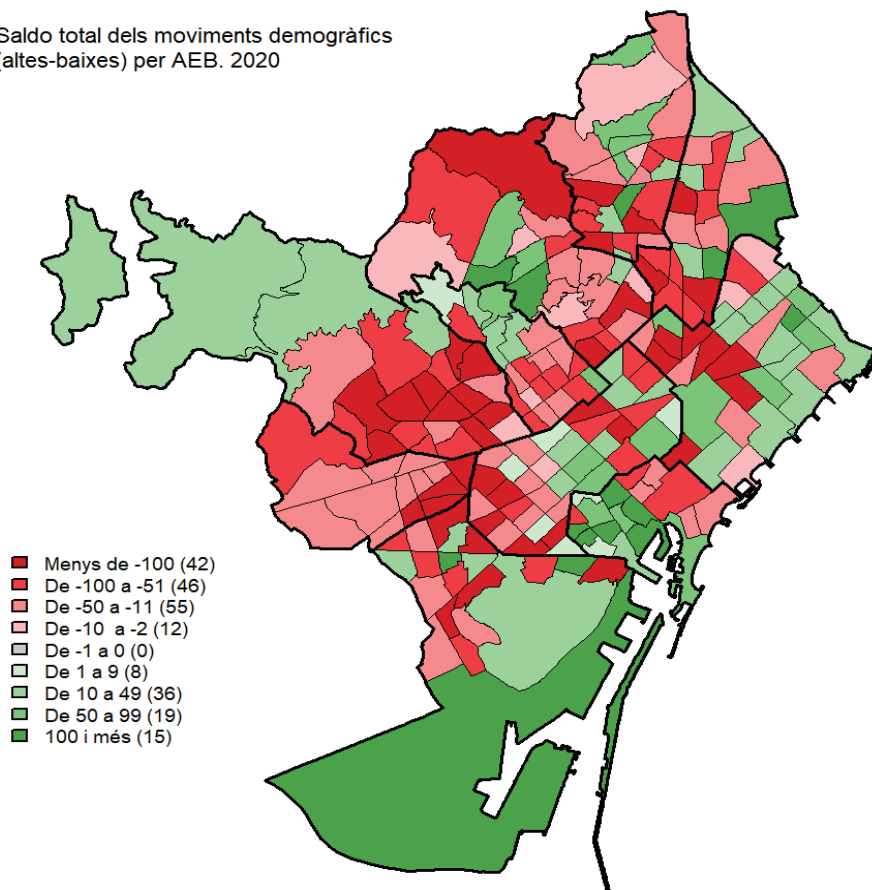 Saldo total dels moviments demogràfics
(altes-baixes) per AEB. 2020
Menys de -100 (42)
De -100 a -51 (46)
De -50 a -11 (55)
De -10 a -2 (12)
De -1 a 0 (0)
De 1 a 9 (8)
De 10 a 49 (36)
De 50 a 99 (19)
100 i més (15)